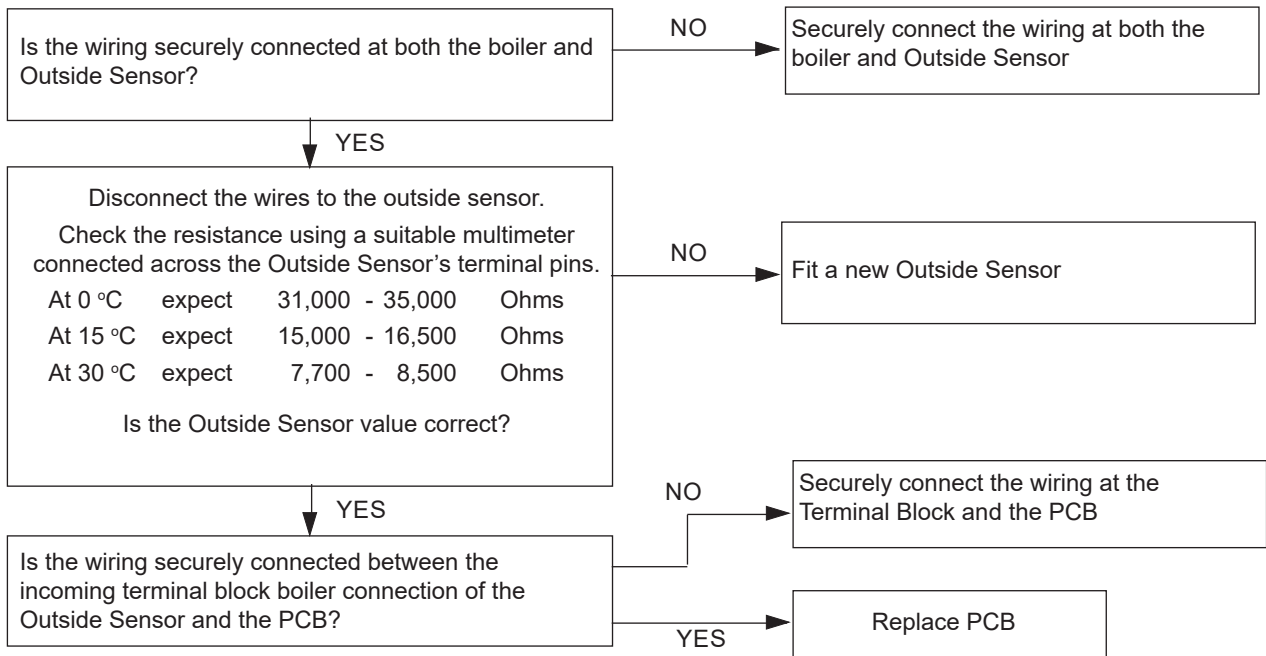 Is the wiring securely connected at both the boiler and
Outside Sensor?
NO
Securely connect the wiring at both the
boiler and Outside Sensor
YES
Disconnect the wires to the outside sensor.
Check the resistance using a suitable multimeter
connected across the Outside Sensor’s terminal pins.
At 0 °C expect 31,000 - 35,000 Ohms
At 15 °C expect 15,000 - 16,500 Ohms
At 30 °C expect 7,700 - 8,500 Ohms
Is the Outside Sensor value correct?
NO
Fit a new Outside Sensor
YES
Is the wiring securely connected between the
incoming terminal block boiler connection of the
Outside Sensor and the PCB?
NO
Securely connect the wiring at the
Terminal Block and the PCB
YES
Replace PCB